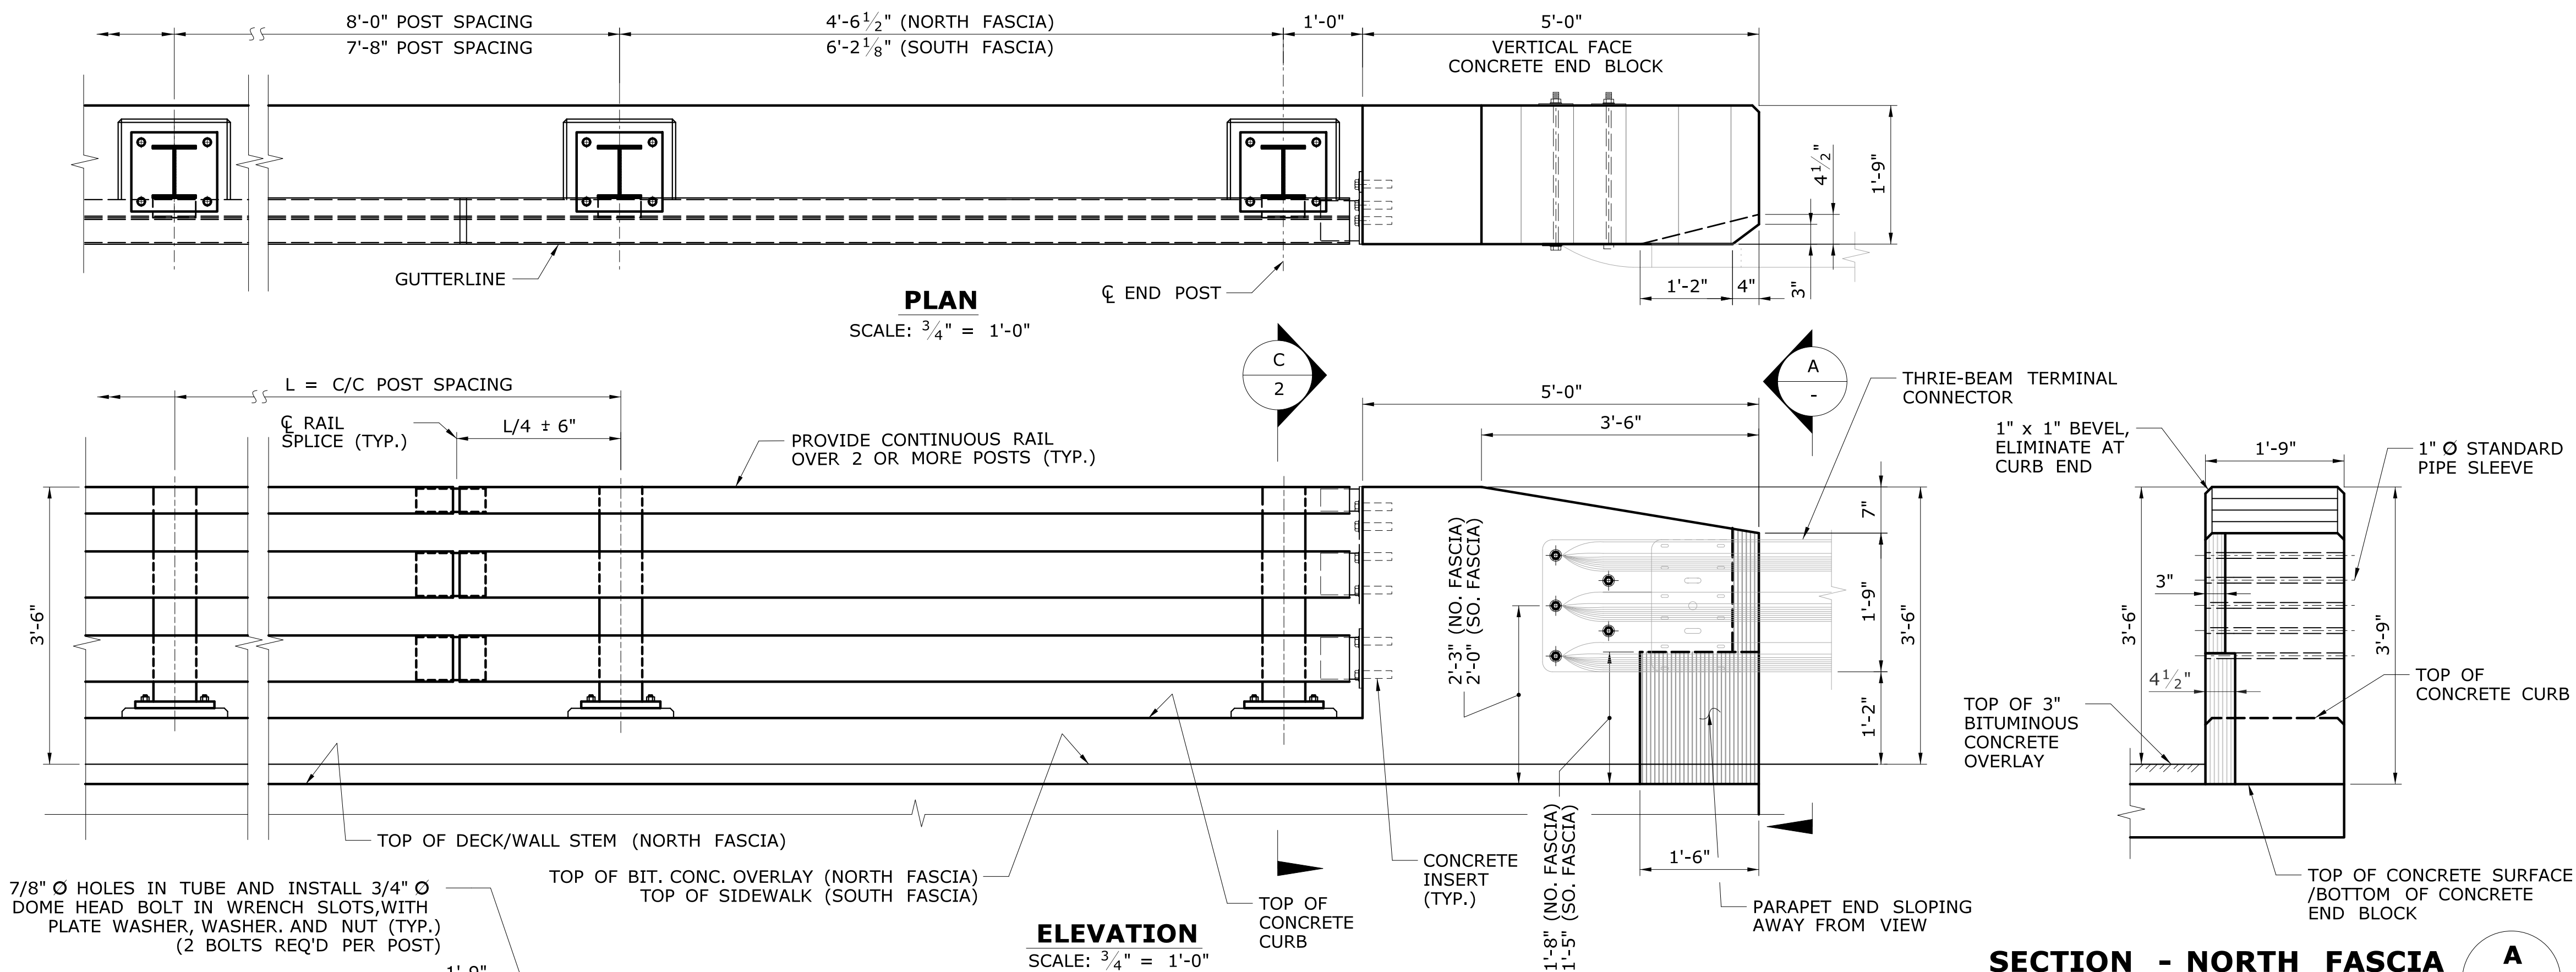 8'-0" POST SPACING
7'-8" POST SPACING
4'-6 1/2" (NORTH FASCIA)
6'-2 1/8" (SOUTH FASCIA)
1'-0"
5'-0"
VERTICAL FACE
CONCRETE END BLOCK
4 1/2"
1'-9"
GUTTERLINE
℄ END POST
1'-2"
4"
3"
PLAN
SCALE: 3/4" = 1'-0"
C
2
A
-
L = C/C POST SPACING
℄ RAIL
SPLICE (TYP.)
L/4 ± 6"
PROVIDE CONTINUOUS RAIL
OVER 2 OR MORE POSTS (TYP.)
5'-0"
3'-6"
THRIE-BEAM TERMINAL
CONNECTOR
3'-6"
2'-3" (NO. FASCIA)
2'-0" (SO. FASCIA)
7"
1'-9"
3'-6"
1'-2"
1'-8" (NO. FASCIA)
1'-5" (SO. FASCIA)
1'-6"
TOP OF DECK/WALL STEM (NORTH FASCIA)
TOP OF BIT. CONC. OVERLAY (NORTH FASCIA)
TOP OF SIDEWALK (SOUTH FASCIA)
TOP OF
CONCRETE
CURB
CONCRETE
INSERT
(TYP.)
PARAPET END SLOPING
AWAY FROM VIEW
ELEVATION
SCALE: 3/4" = 1'-0"
7/8" Ø HOLES IN TUBE AND INSTALL 3/4" Ø
DOME HEAD BOLT IN WRENCH SLOTS,WITH
PLATE WASHER, WASHER. AND NUT (TYP.)
(2 BOLTS REQ'D PER POST)
1'-9"
1" x 1" BEVEL,
ELIMINATE AT
CURB END
1'-9"
1" Ø STANDARD
PIPE SLEEVE
3'-6"
3"
4 1/2"
3'-9"
TOP OF
CONCRETE CURB
TOP OF 3"
BITUMINOUS
CONCRETE
OVERLAY
TOP OF CONCRETE SURFACE
/BOTTOM OF CONCRETE
END BLOCK
SECTION - NORTH FASCIA
A